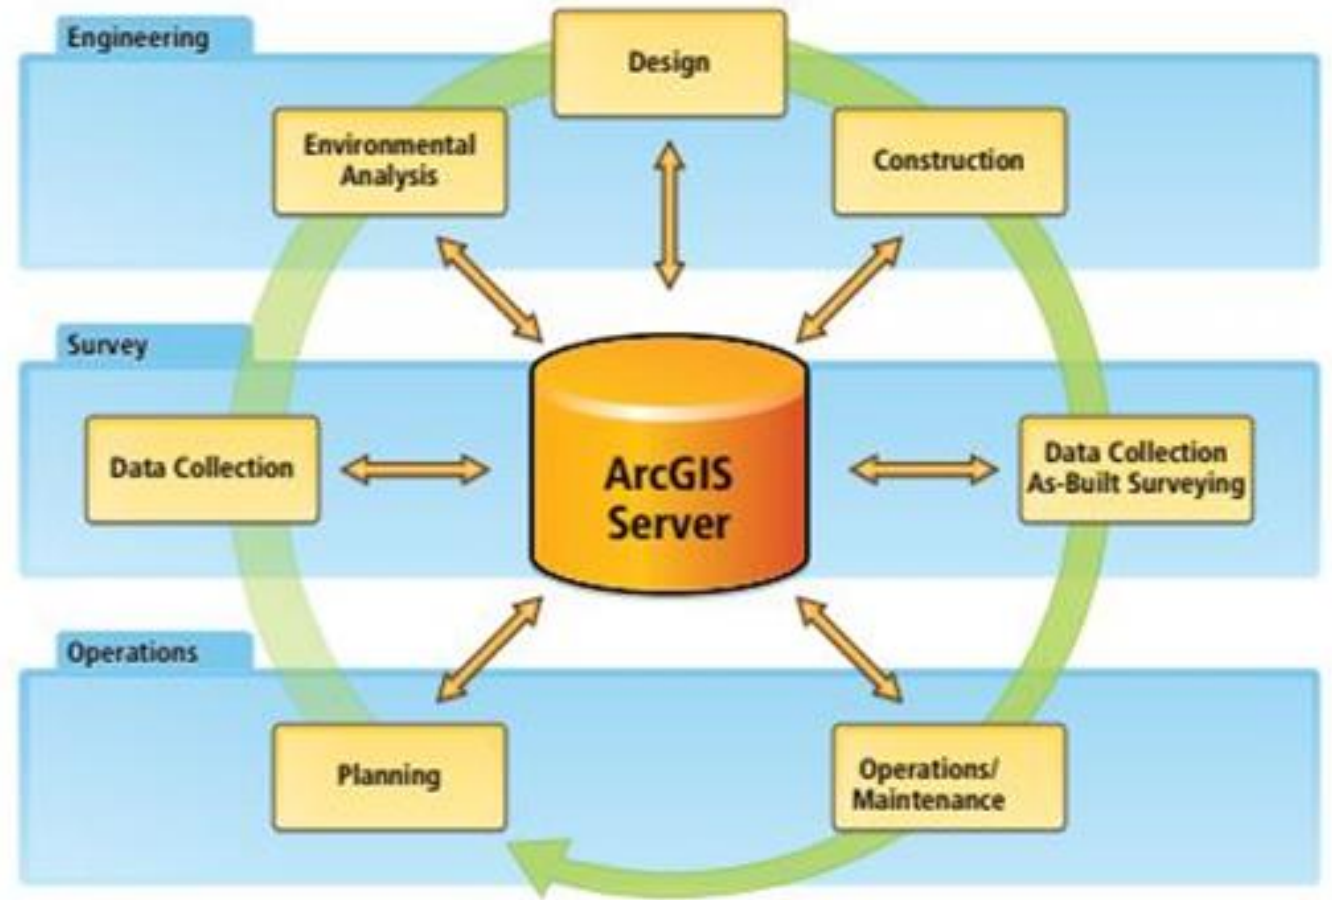 Engineering
Design
Environmental
Analysis
Construction
Survey
Data Collection
ArcGIS
Server
Data Collection
As-Built Surveying
Operations
Planning
Operations/
Maintenance